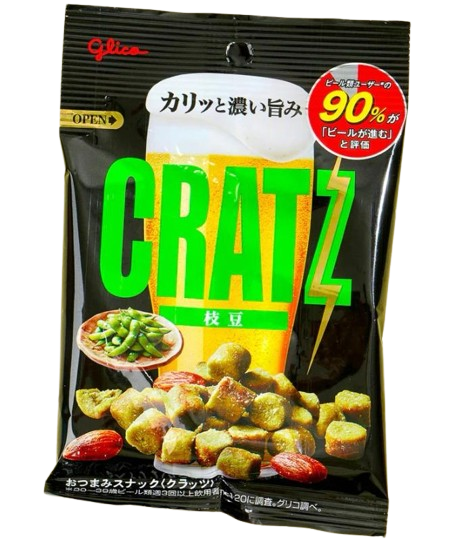 glico
カリッと濃い旨み
ビール類ユーザー*の
90%が
「ビールが進む」
と評価
OPEN
CRATZ
枝豆
おつまみスナック〈クラッツ〉
*20―59歳ビール類週3回以上飲用者n=
20に調査。グリコ調べ。